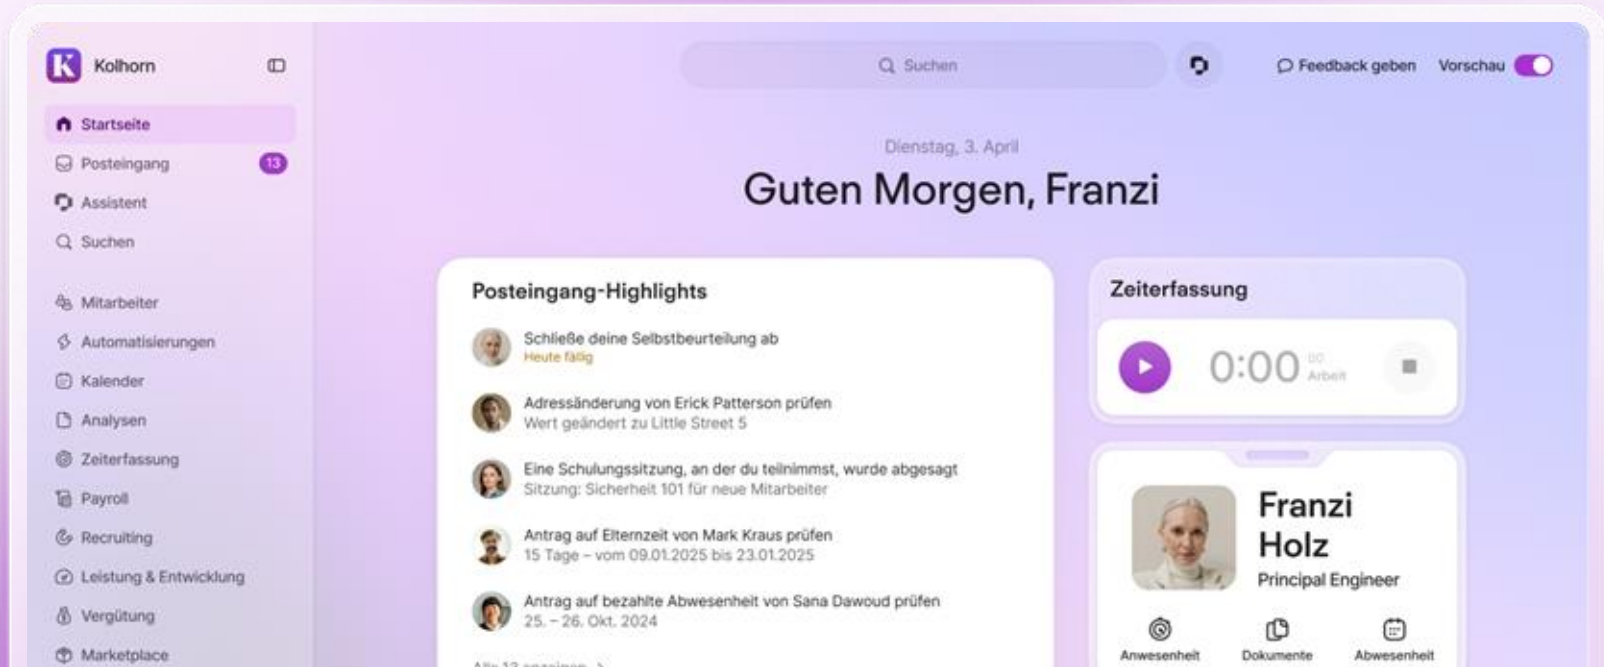 K Kolhorn
Suchen
Feedback geben
Vorschau
Startseite
Posteingang 13
Assistent
Suchen
Mitarbeiter
Automatisierungen
Kalender
Analysen
Zeiterfassung
Payroll
Recruiting
Leistung & Entwicklung
Vergütung
Marketplace
Dienstag, 3. April
Guten Morgen, Franzi
Posteingang-Highlights
Schließe deine Selbstbeurteilung ab
Heute fällig
Adressänderung von Erick Patterson prüfen
Wert geändert zu Little Street 5
Eine Schulungssitzung, an der du teilnimmst, wurde abgesagt
Sitzung: Sicherheit 101 für neue Mitarbeiter
Antrag auf Elternzeit von Mark Kraus prüfen
15 Tage – vom 09.01.2025 bis 23.01.2025
Antrag auf bezahlte Abwesenheit von Sana Dawoud prüfen
25. – 26. Okt. 2024
Alle 13 anzeigen
Zeiterfassung
0:00 00
Arbeit
Franzi
Holz
Principal Engineer
Anwesenheit
Dokumente
Abwesenheit